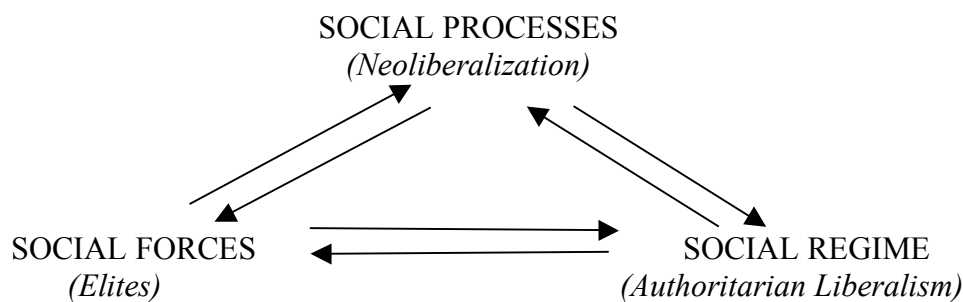 SOCIAL PROCESSES
(Neoliberalization)
SOCIAL FORCES
(Elites)
SOCIAL REGIME
(Authoritarian Liberalism)